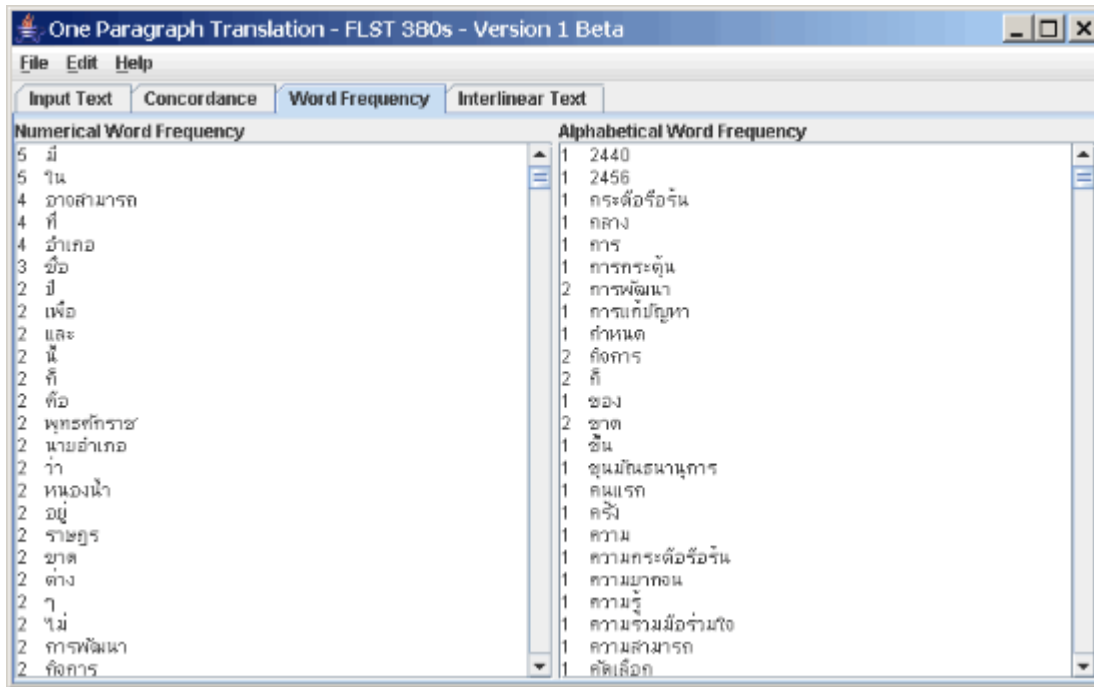 One Paragraph Translation - FLST 380s - Version 1 Beta
File Edit Help
Input Text Concordance Word Frequency Interlinear Text
Numerical Word Frequency
5 มี
5 ใน
4 อาจสามารถ
4 ที่
4 อำเภอ
3 ชื่อ
2 ปี
2 เพื่อ
2 และ
2 นี้
2 ก็
2 คือ
2 พุทธศักราช
2 นายอำเภอ
2 ว่า
2 หนองน้ำ
2 อยู่
2 ราษฎร
2 ขาด
2 ต่าง
2 ๆ
2 ไม่
2 การพัฒนา
2 กิจการ
Alphabetical Word Frequency
1 2440
1 2456
1 กระตือรือร้น
1 กลาง
1 การ
1 การกระตุ้น
2 การพัฒนา
1 การแก้ปัญหา
1 กำหนด
2 กิจการ
2 ก็
1 ของ
2 ขาด
1 ขึ้น
1 ขุนมัณธนานุการ
1 คนแรก
1 ครั้ง
1 ความ
1 ความกระตือรือร้น
1 ความยากจน
1 ความรู้
1 ความร่วมมือร่วมใจ
1 ความสามารถ
1 คัดเลือก